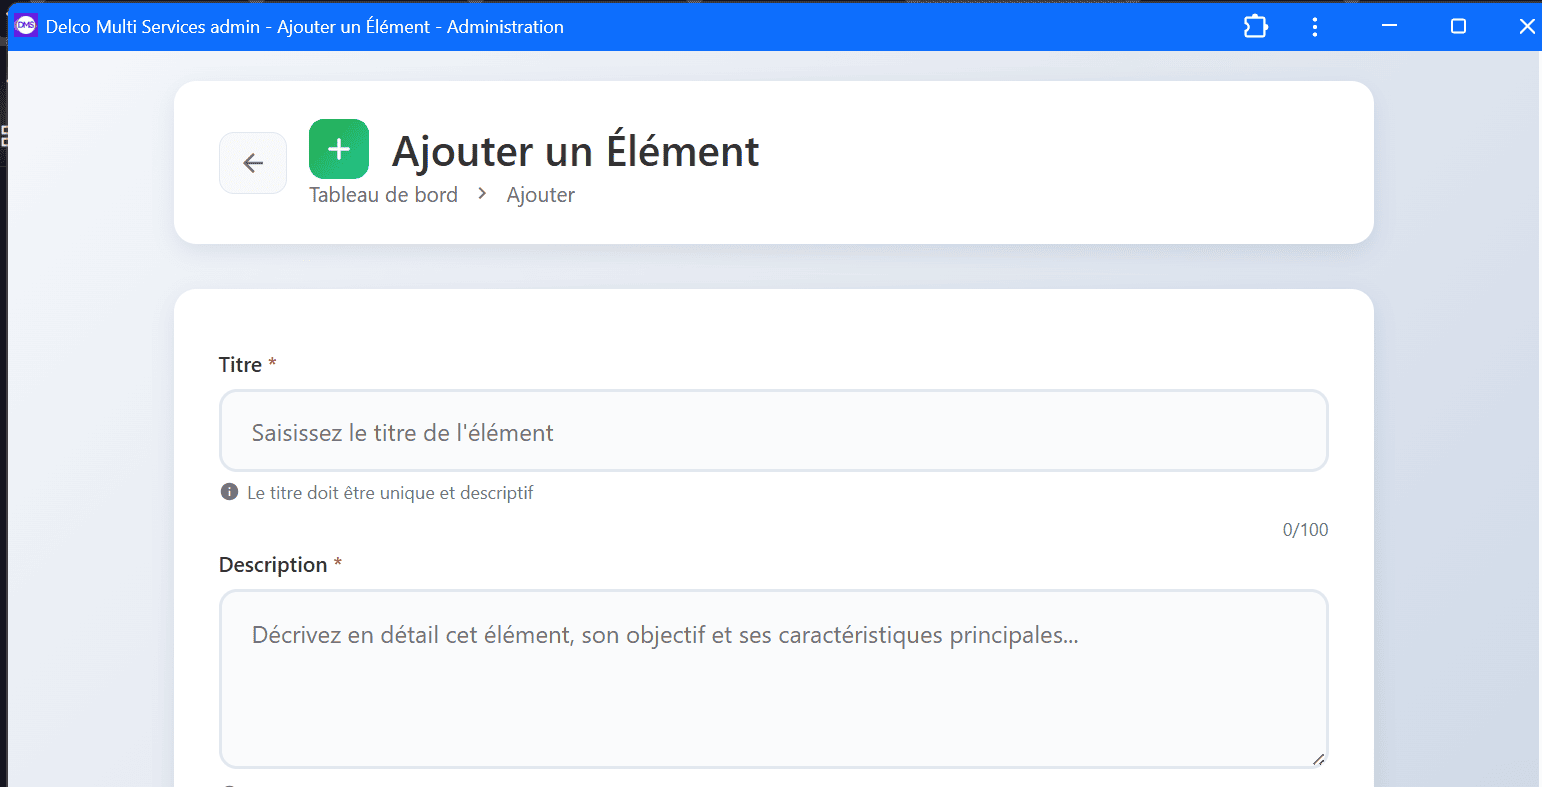 DMS Delco Multi Services admin - Ajouter un Élément - Administration
Ajouter un Élément
Tableau de bord > Ajouter
Titre *
Saisissez le titre de l'élément
Le titre doit être unique et descriptif
0/100
Description *
Décrivez en détail cet élément, son objectif et ses caractéristiques principales...